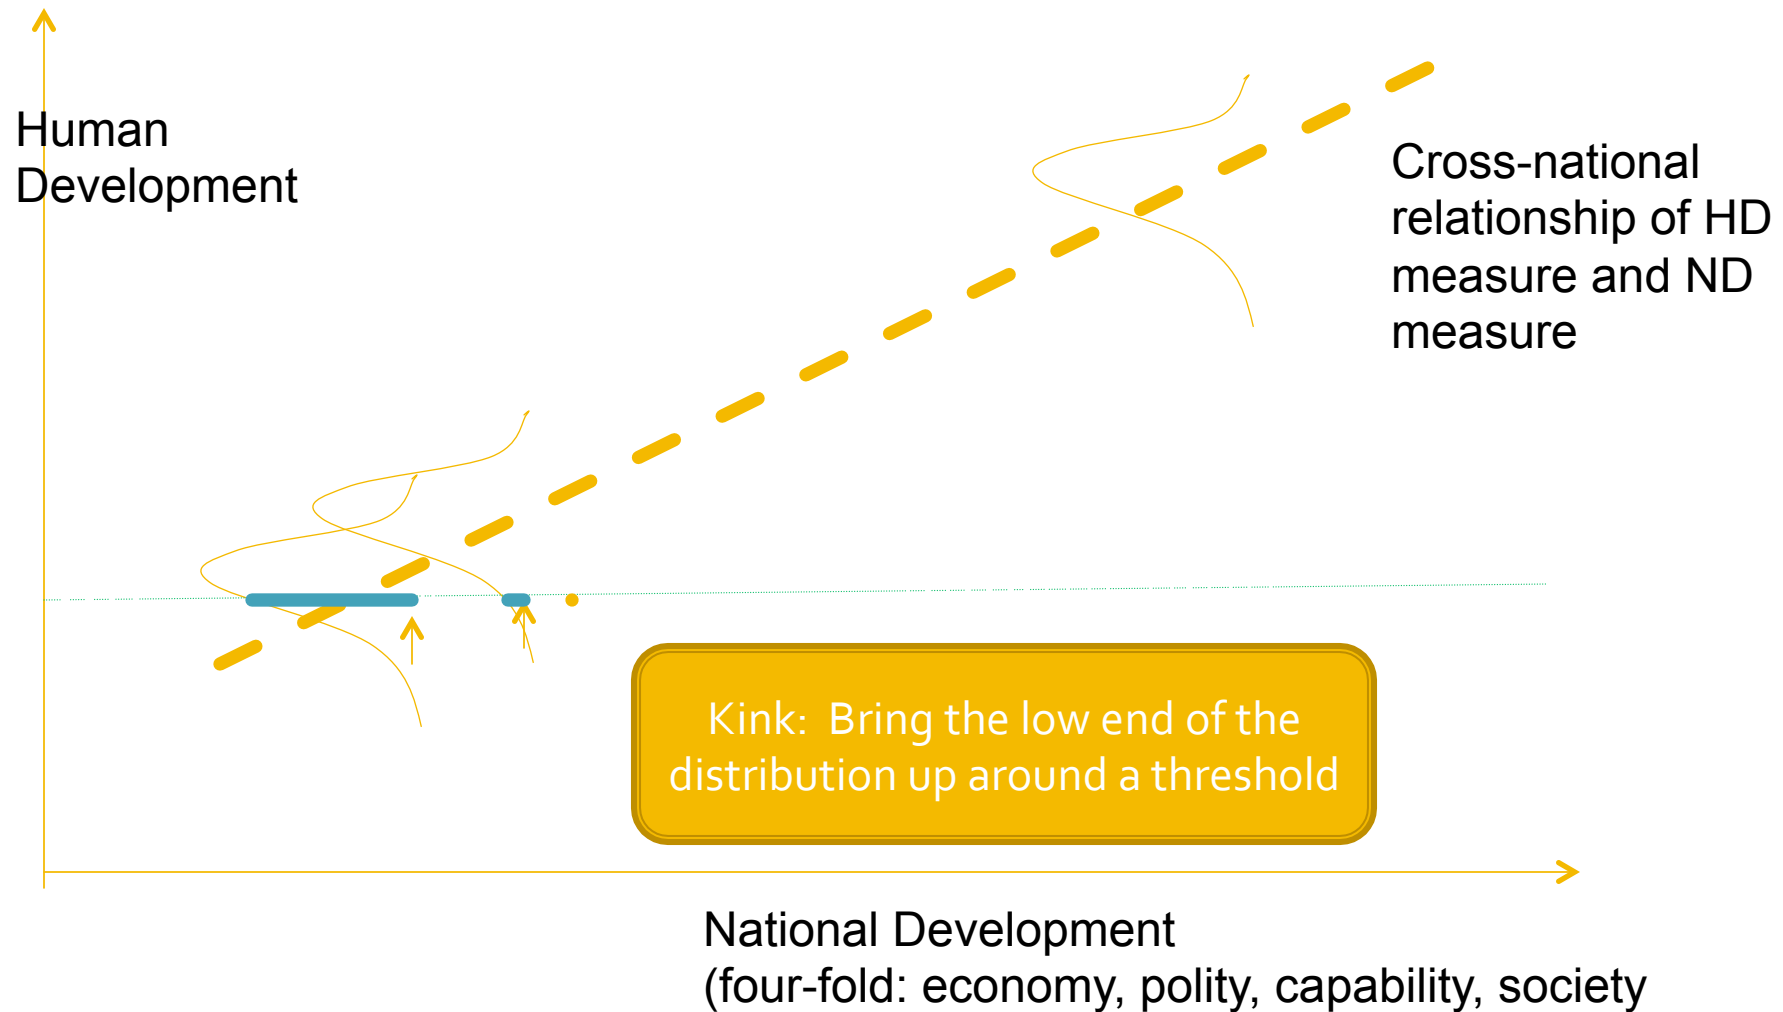 Human
Development
Cross-national
relationship of HD
measure and ND
measure
Kink:  Bring the low end of the
distribution up around a threshold
National Development
(four-fold: economy, polity, capability, society